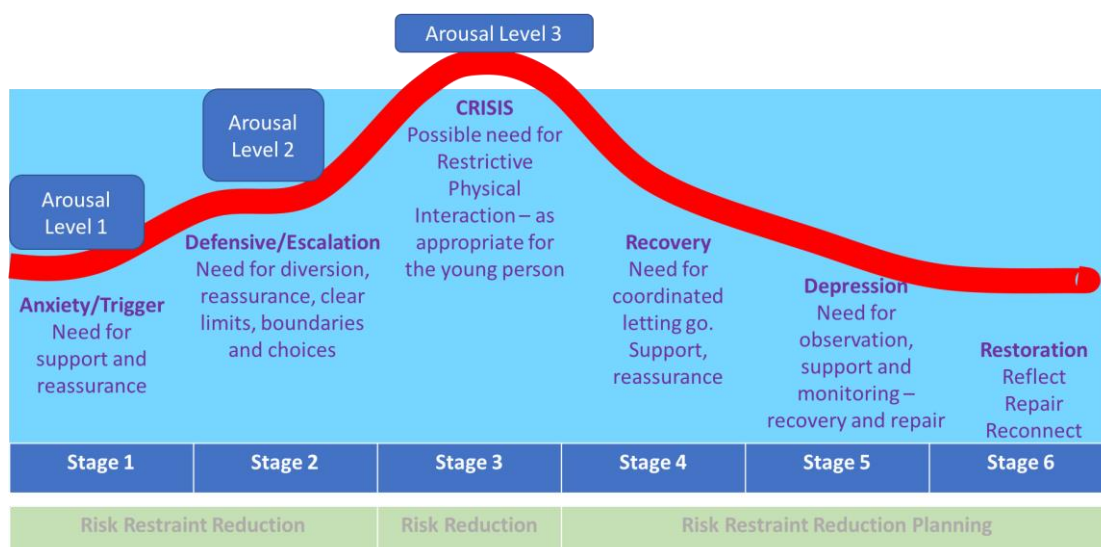 Arousal Level 3
Arousal
Level 2
Arousal
Level 1
Anxiety/Trigger
Need for
support and
reassurance
Defensive/Escalation
Need for diversion,
reassurance, clear
limits, boundaries
and choices
CRISIS
Possible need for
Restrictive
Physical
Interaction – as
appropriate for
the young person
Recovery
Need for
coordinated
letting go.
Support,
reassurance
Depression
Need for
observation,
support and
monitoring –
recovery and repair
Restoration
Reflect
Repair
Reconnect
Stage 1
Stage 2
Stage 3
Stage 4
Stage 5
Stage 6
Risk Restraint Reduction
Risk Reduction
Risk Restraint Reduction Planning